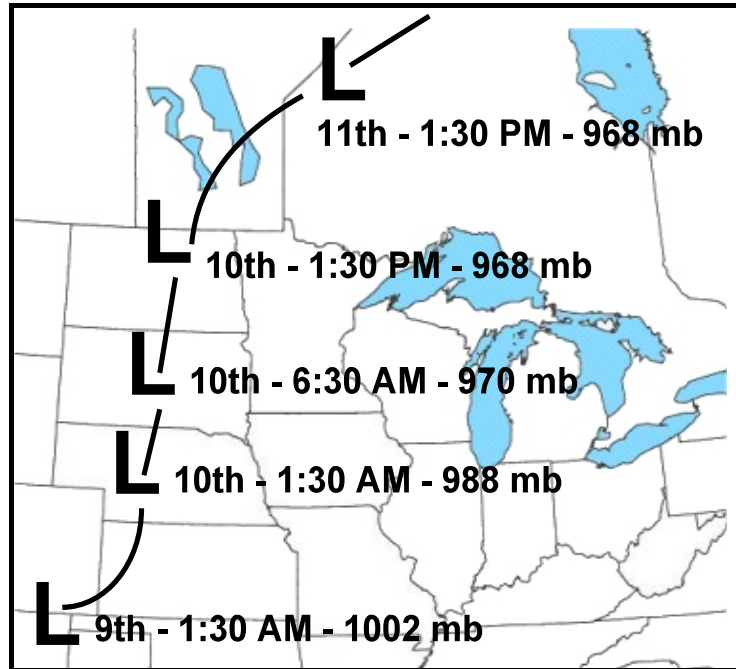 L
11th - 1:30 PM - 968 mb
L
10th - 1:30 PM - 968 mb
L
10th - 6:30 AM - 970 mb
L
10th - 1:30 AM - 988 mb
L
9th - 1:30 AM - 1002 mb